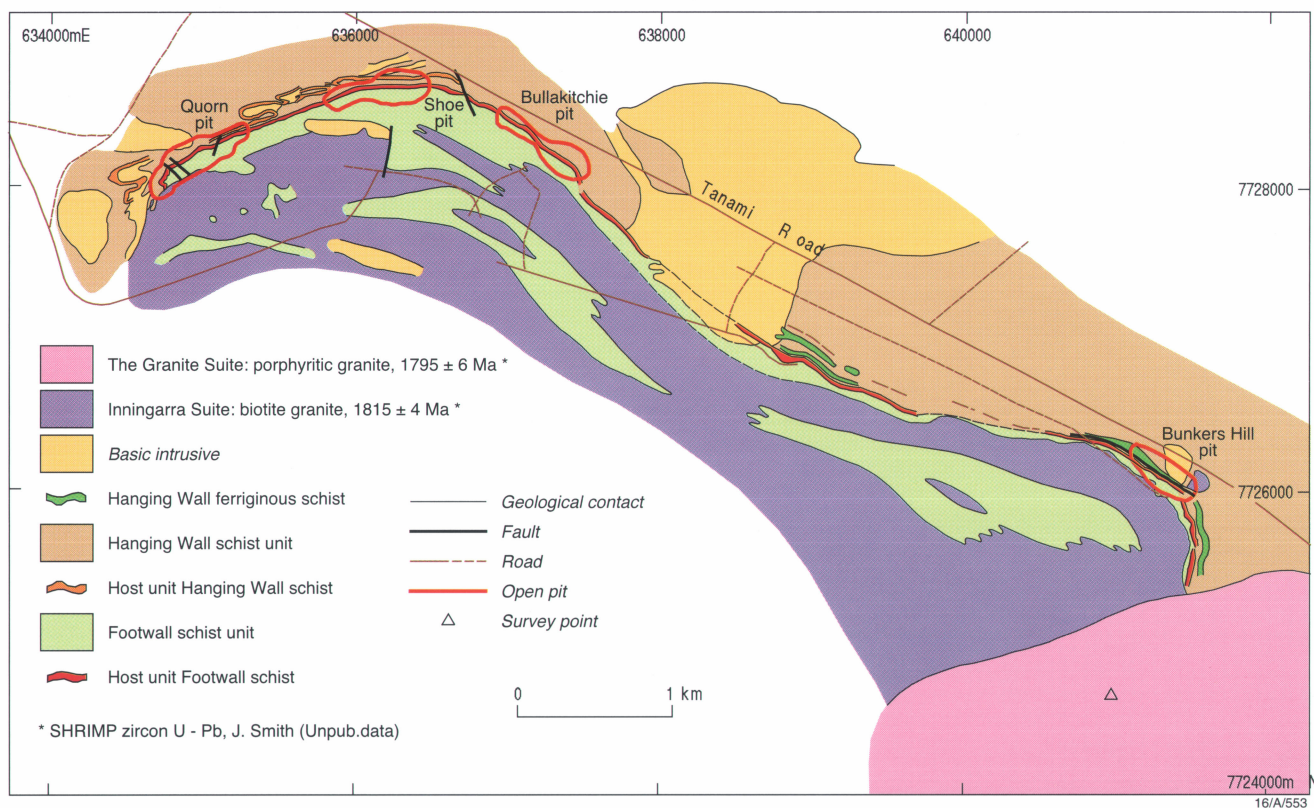 634000mE
636000
638000
640000
Quorn
pit
Shoe
pit
Bullakitchie
pit
Tanami Road
7728000
Bunkers Hill
pit
7726000
The Granite Suite: porphyritic granite, 1795 ± 6 Ma *
Inningarra Suite: biotite granite, 1815 ± 4 Ma *
Basic intrusive
Hanging Wall ferriginous schist
Hanging Wall schist unit
Host unit Hanging Wall schist
Footwall schist unit
Host unit Footwall schist
Geological contact
Fault
Road
Open pit
Survey point
0 1 km
* SHRIMP zircon U - Pb, J. Smith (Unpub.data)
7724000m N
16/A/553